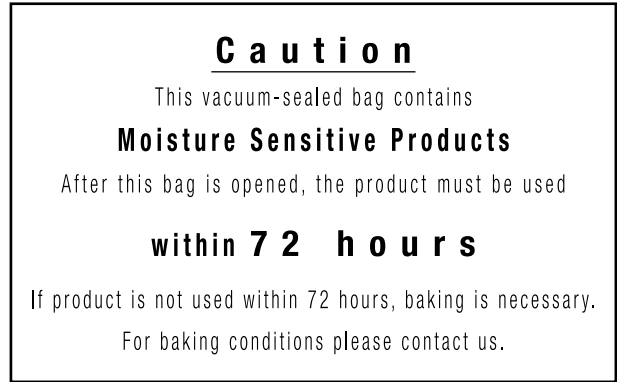 Caution
This vacuum-sealed bag contains
Moisture Sensitive Products
After this bag is opened, the product must be used
within 72 hours
If product is not used within 72 hours, baking is necessary.
For baking conditions please contact us.